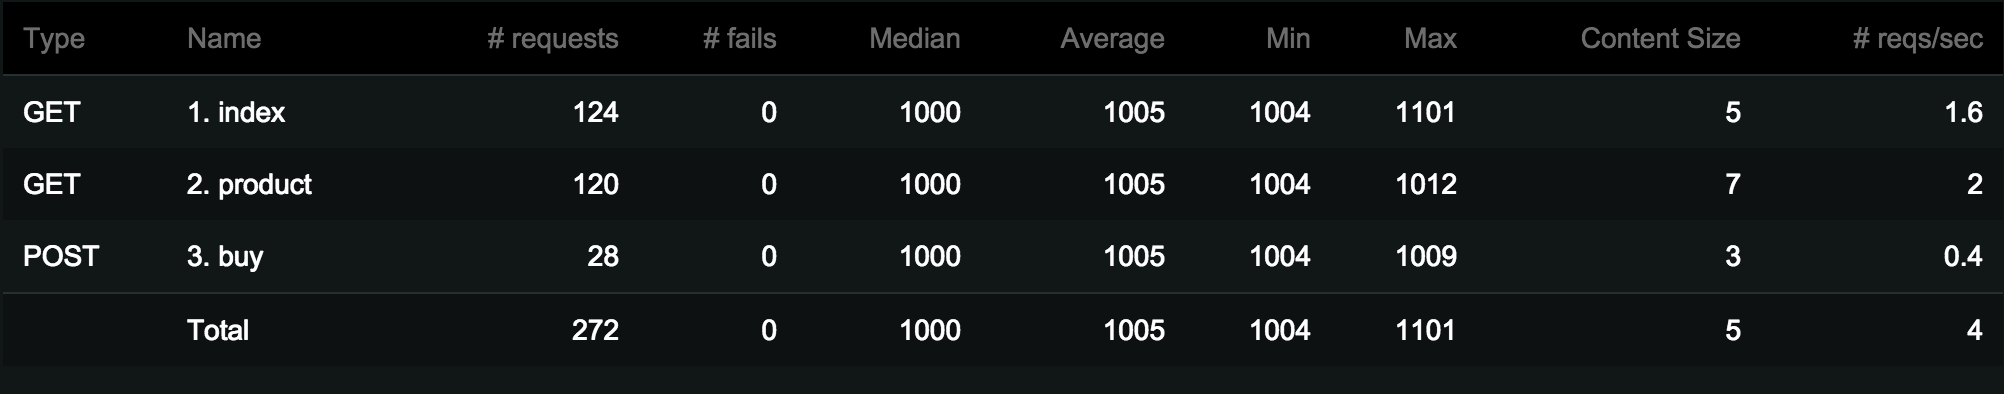 Type Name # requests # fails Median Average Min Max Content Size # reqs/sec
GET 1. index 124 0 1000 1005 1004 1101 5 1.6
GET 2. product 120 0 1000 1005 1004 1012 7 2
POST 3. buy 28 0 1000 1005 1004 1009 3 0.4
Total 272 0 1000 1005 1004 1101 5 4